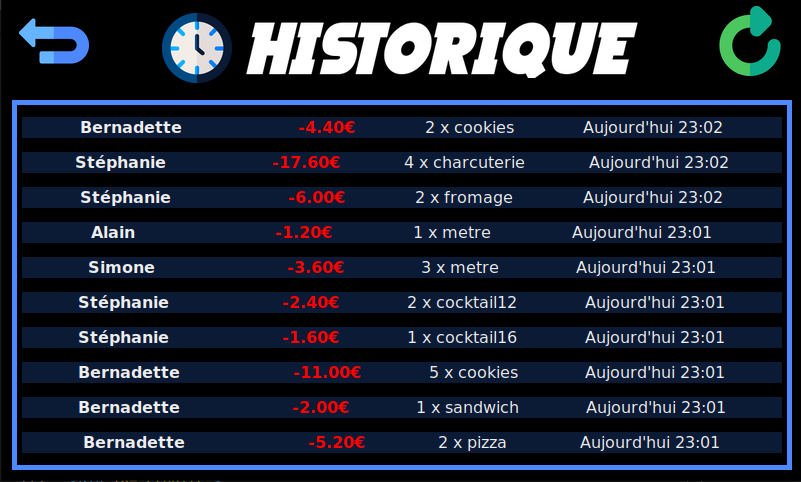 HISTORIQUE
Bernadette -4.40€ 2 x cookies Aujourd'hui 23:02
Stéphanie -17.60€ 4 x charcuterie Aujourd'hui 23:02
Stéphanie -6.00€ 2 x fromage Aujourd'hui 23:02
Alain -1.20€ 1 x metre Aujourd'hui 23:01
Simone -3.60€ 3 x metre Aujourd'hui 23:01
Stéphanie -2.40€ 2 x cocktail12 Aujourd'hui 23:01
Stéphanie -1.60€ 1 x cocktail16 Aujourd'hui 23:01
Bernadette -11.00€ 5 x cookies Aujourd'hui 23:01
Bernadette -2.00€ 1 x sandwich Aujourd'hui 23:01
Bernadette -5.20€ 2 x pizza Aujourd'hui 23:01